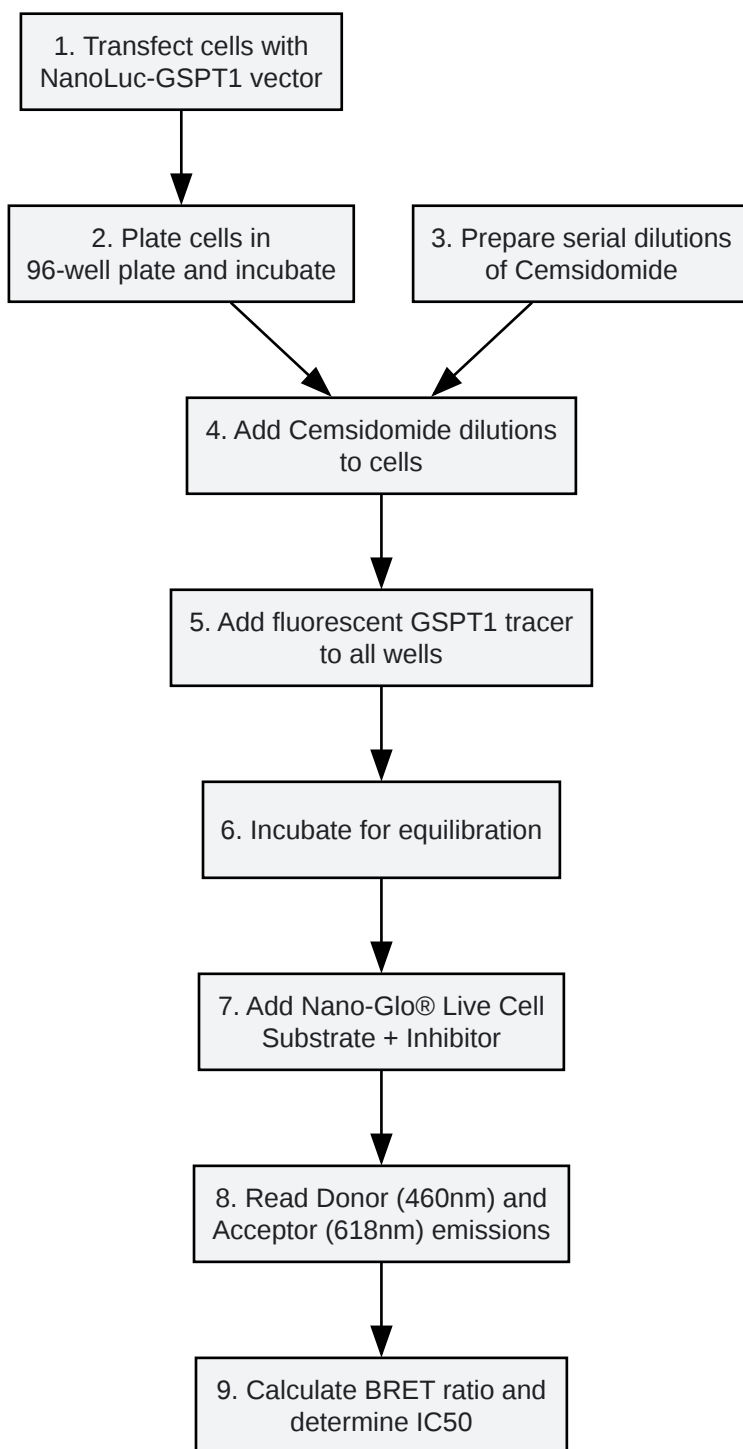 1. Transfect cells with
NanoLuc-GSPT1 vector
2. Plate cells in
96-well plate and incubate
3. Prepare serial dilutions
of Cemsidomide
4. Add Cemsidomide dilutions
to cells
5. Add fluorescent GSPT1 tracer
to all wells
6. Incubate for equilibration
7. Add Nano-Glo® Live Cell
Substrate + Inhibitor
8. Read Donor (460nm) and
Acceptor (618nm) emissions
9. Calculate BRET ratio and
determine IC50